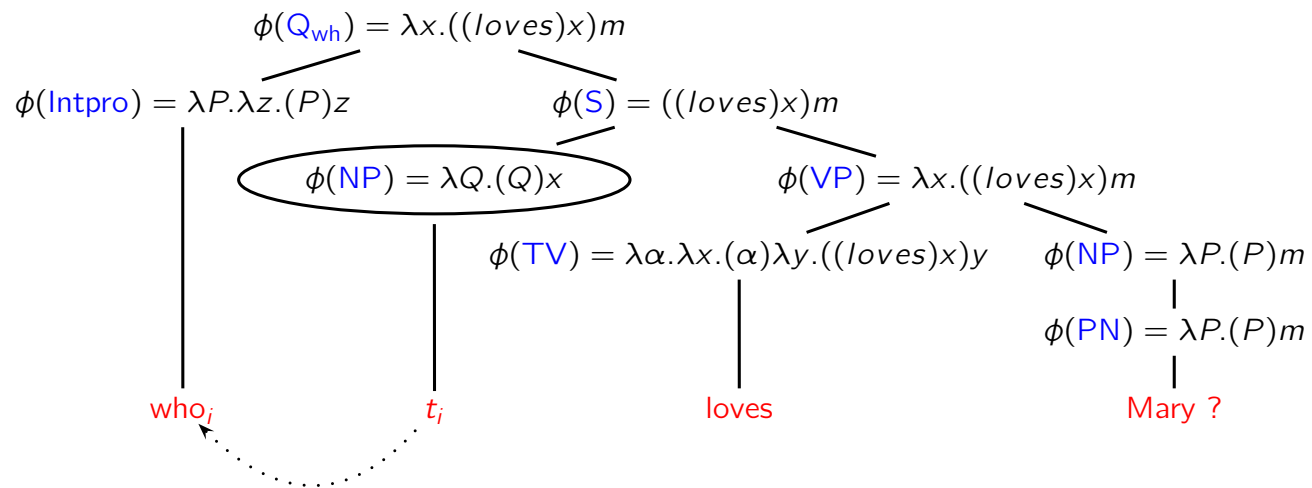 ϕ(Q_wh) = λx.((loves)x)m
ϕ(Intpro) = λP.λz.(P)z ϕ(S) = ((loves)x)m
ϕ(NP) = λQ.(Q)x ϕ(VP) = λx.((loves)x)m
ϕ(TV) = λα.λx.(α)λy.((loves)x)y ϕ(NP) = λP.(P)m
ϕ(PN) = λP.(P)m
who_i t_i loves Mary ?